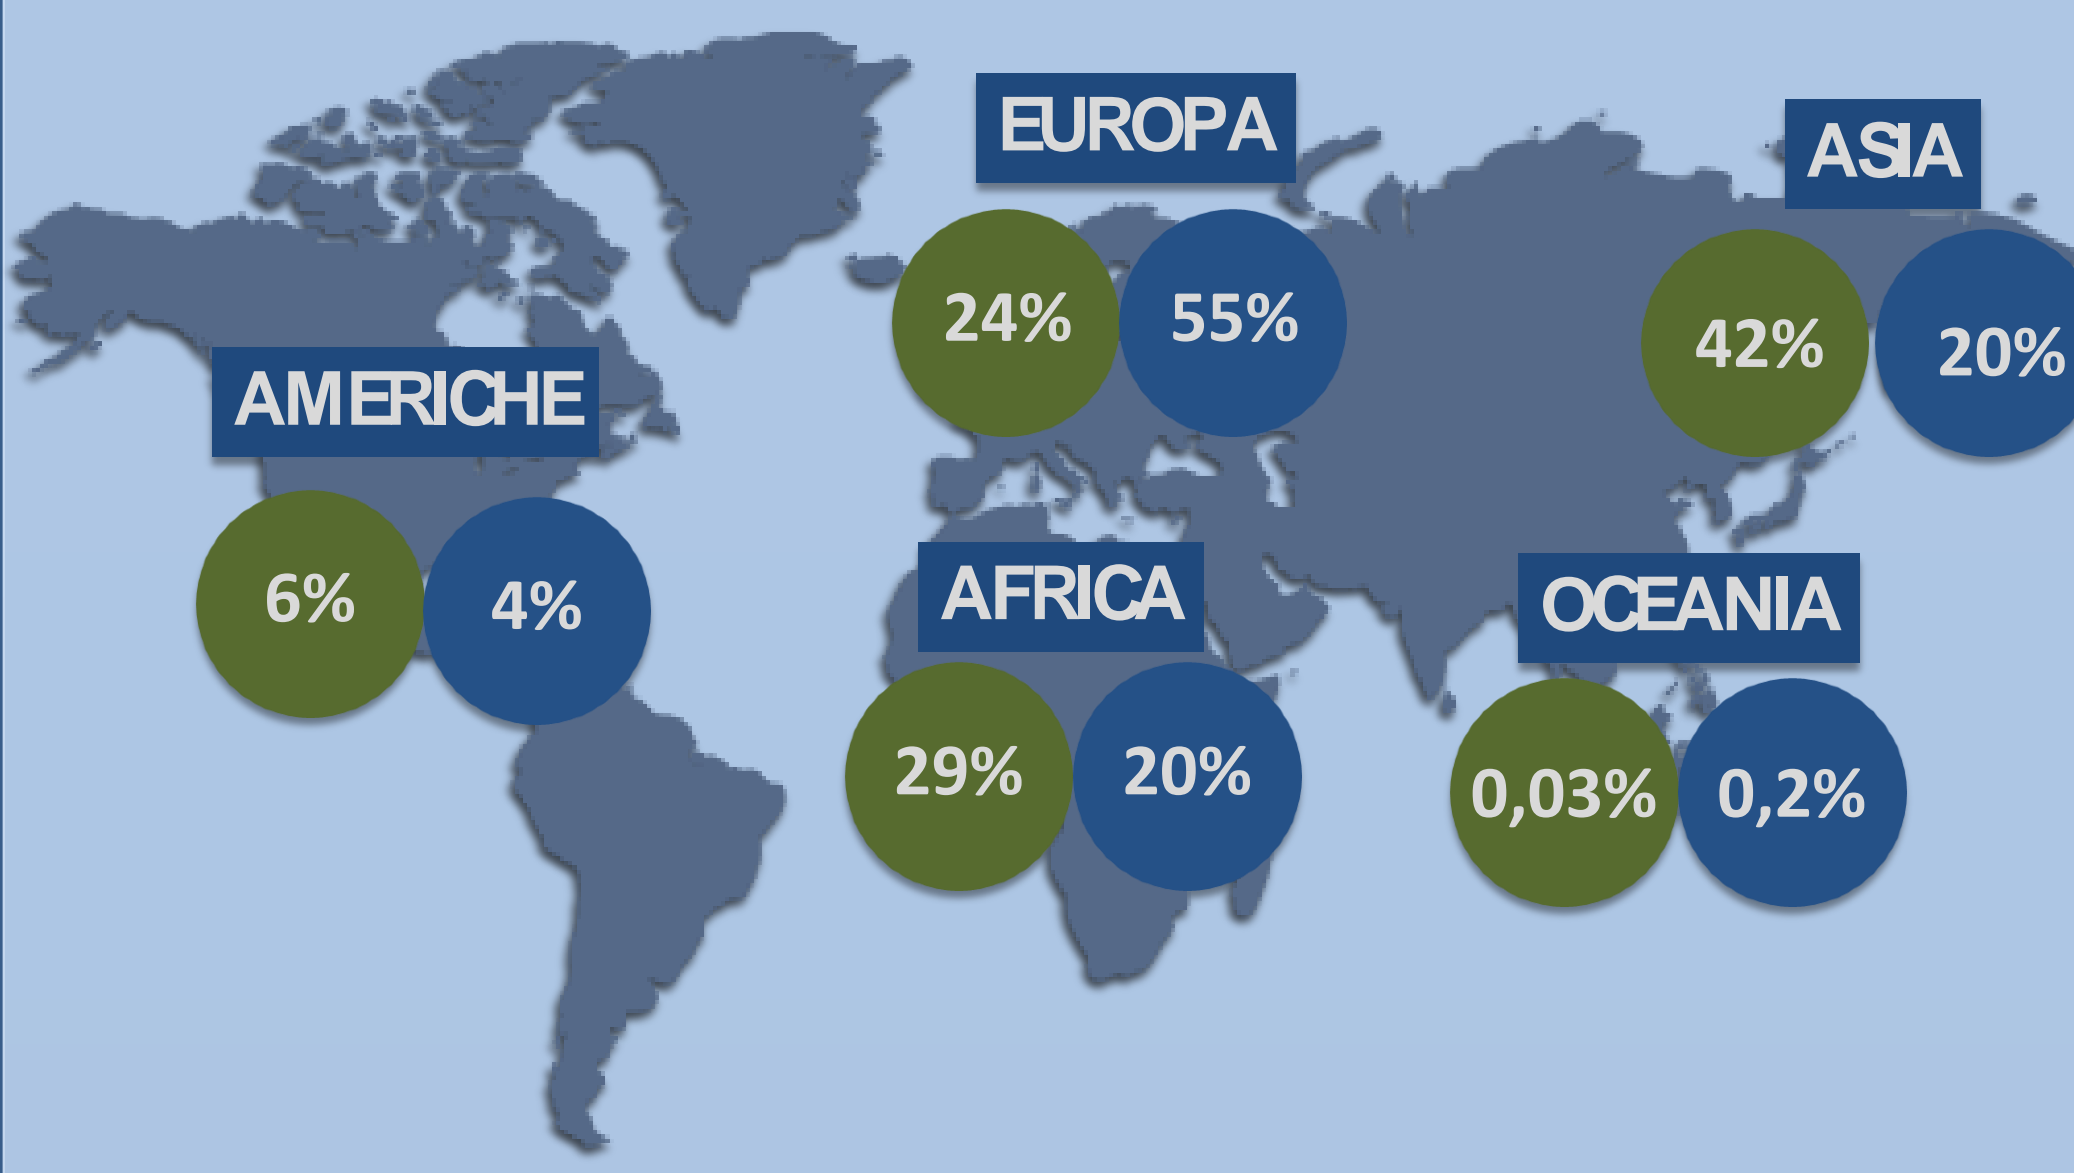 EUROPA
24% 55%
ASIA
42% 20%
AMERICHE
6% 4%
AFRICA
29% 20%
OCEANIA
0,03% 0,2%